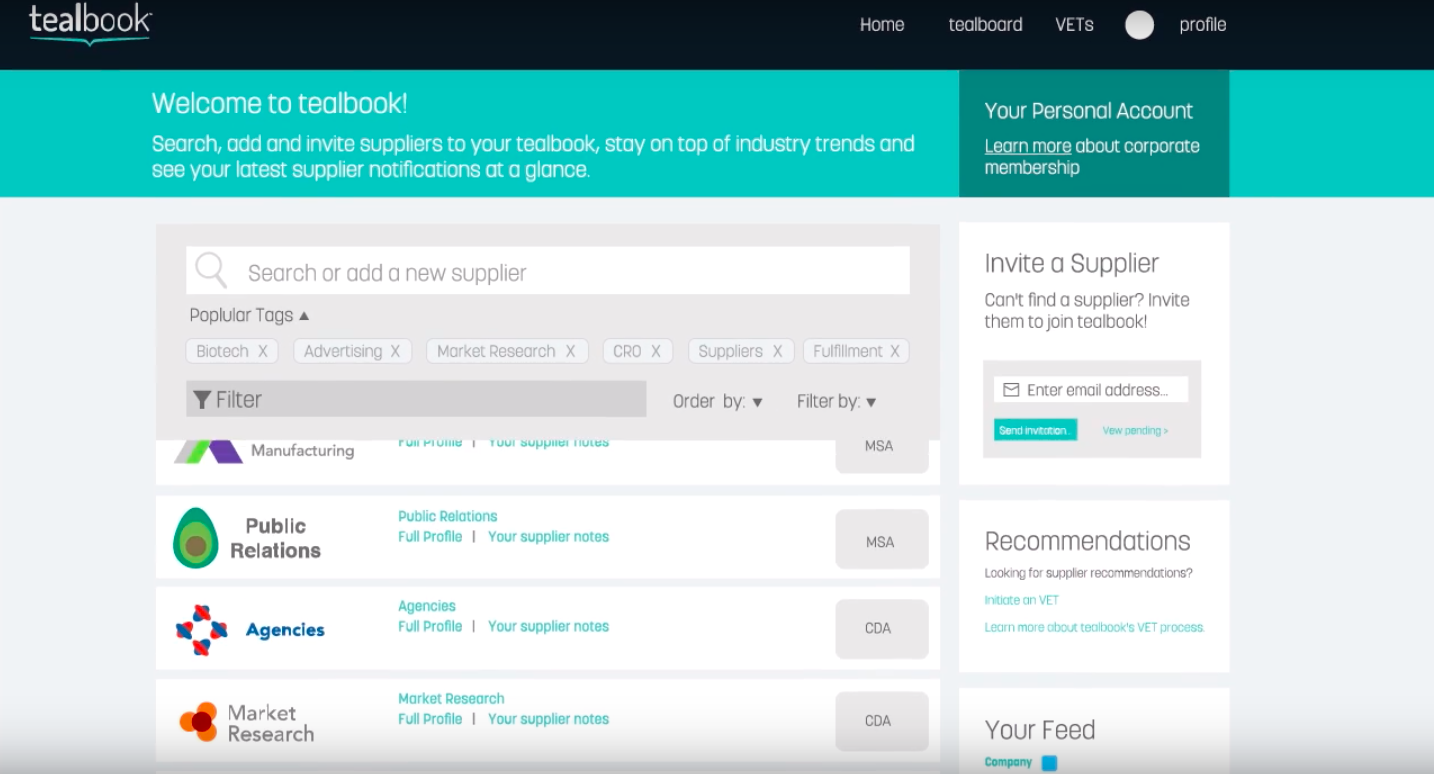 tealbook
Home tealboard VETs profile
Welcome to tealbook!
Search, add and invite suppliers to your tealbook, stay on top of industry trends and
see your latest supplier notifications at a glance.
Your Personal Account
Learn more about corporate
membership
Search or add a new supplier
Poplular Tags ▲
Biotech X Advertising X Market Research X CRO X Suppliers X Fulfillment X
Filter Order by: ▼ Filter by: ▼
Manufacturing
Full Profile | Your supplier notes
MSA
Public
Relations
Public Relations
Full Profile | Your supplier notes
MSA
Agencies
Agencies
Full Profile | Your supplier notes
CDA
Market
Research
Market Research
Full Profile | Your supplier notes
CDA
Invite a Supplier
Can't find a supplier? Invite
them to join tealbook!
Enter email address...
Send invitation... Vew pending >
Recommendations
Looking for supplier recommendations?
Initiate an VET
Learn more about tealbook's VET process.
Your Feed
Company